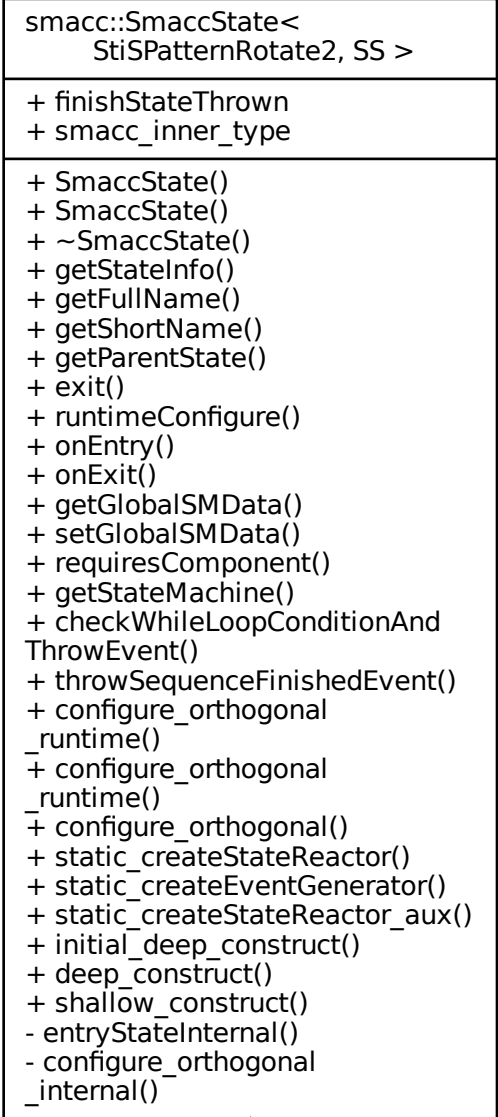 smacc::SmaccState<
StiSPatternRotate2, SS >
+ finishStateThrown
+ smacc_inner_type
+ SmaccState()
+ SmaccState()
+ ~SmaccState()
+ getStateInfo()
+ getFullName()
+ getShortName()
+ getParentState()
+ exit()
+ runtimeConfigure()
+ onEntry()
+ onExit()
+ getGlobalSMData()
+ setGlobalSMData()
+ requiresComponent()
+ getStateMachine()
+ checkWhileLoopConditionAnd
ThrowEvent()
+ throwSequenceFinishedEvent()
+ configure_orthogonal
_runtime()
+ configure_orthogonal
_runtime()
+ configure_orthogonal()
+ static_createStateReactor()
+ static_createEventGenerator()
+ static_createStateReactor_aux()
+ initial_deep_construct()
+ deep_construct()
+ shallow_construct()
- entryStateInternal()
- configure_orthogonal
_internal()